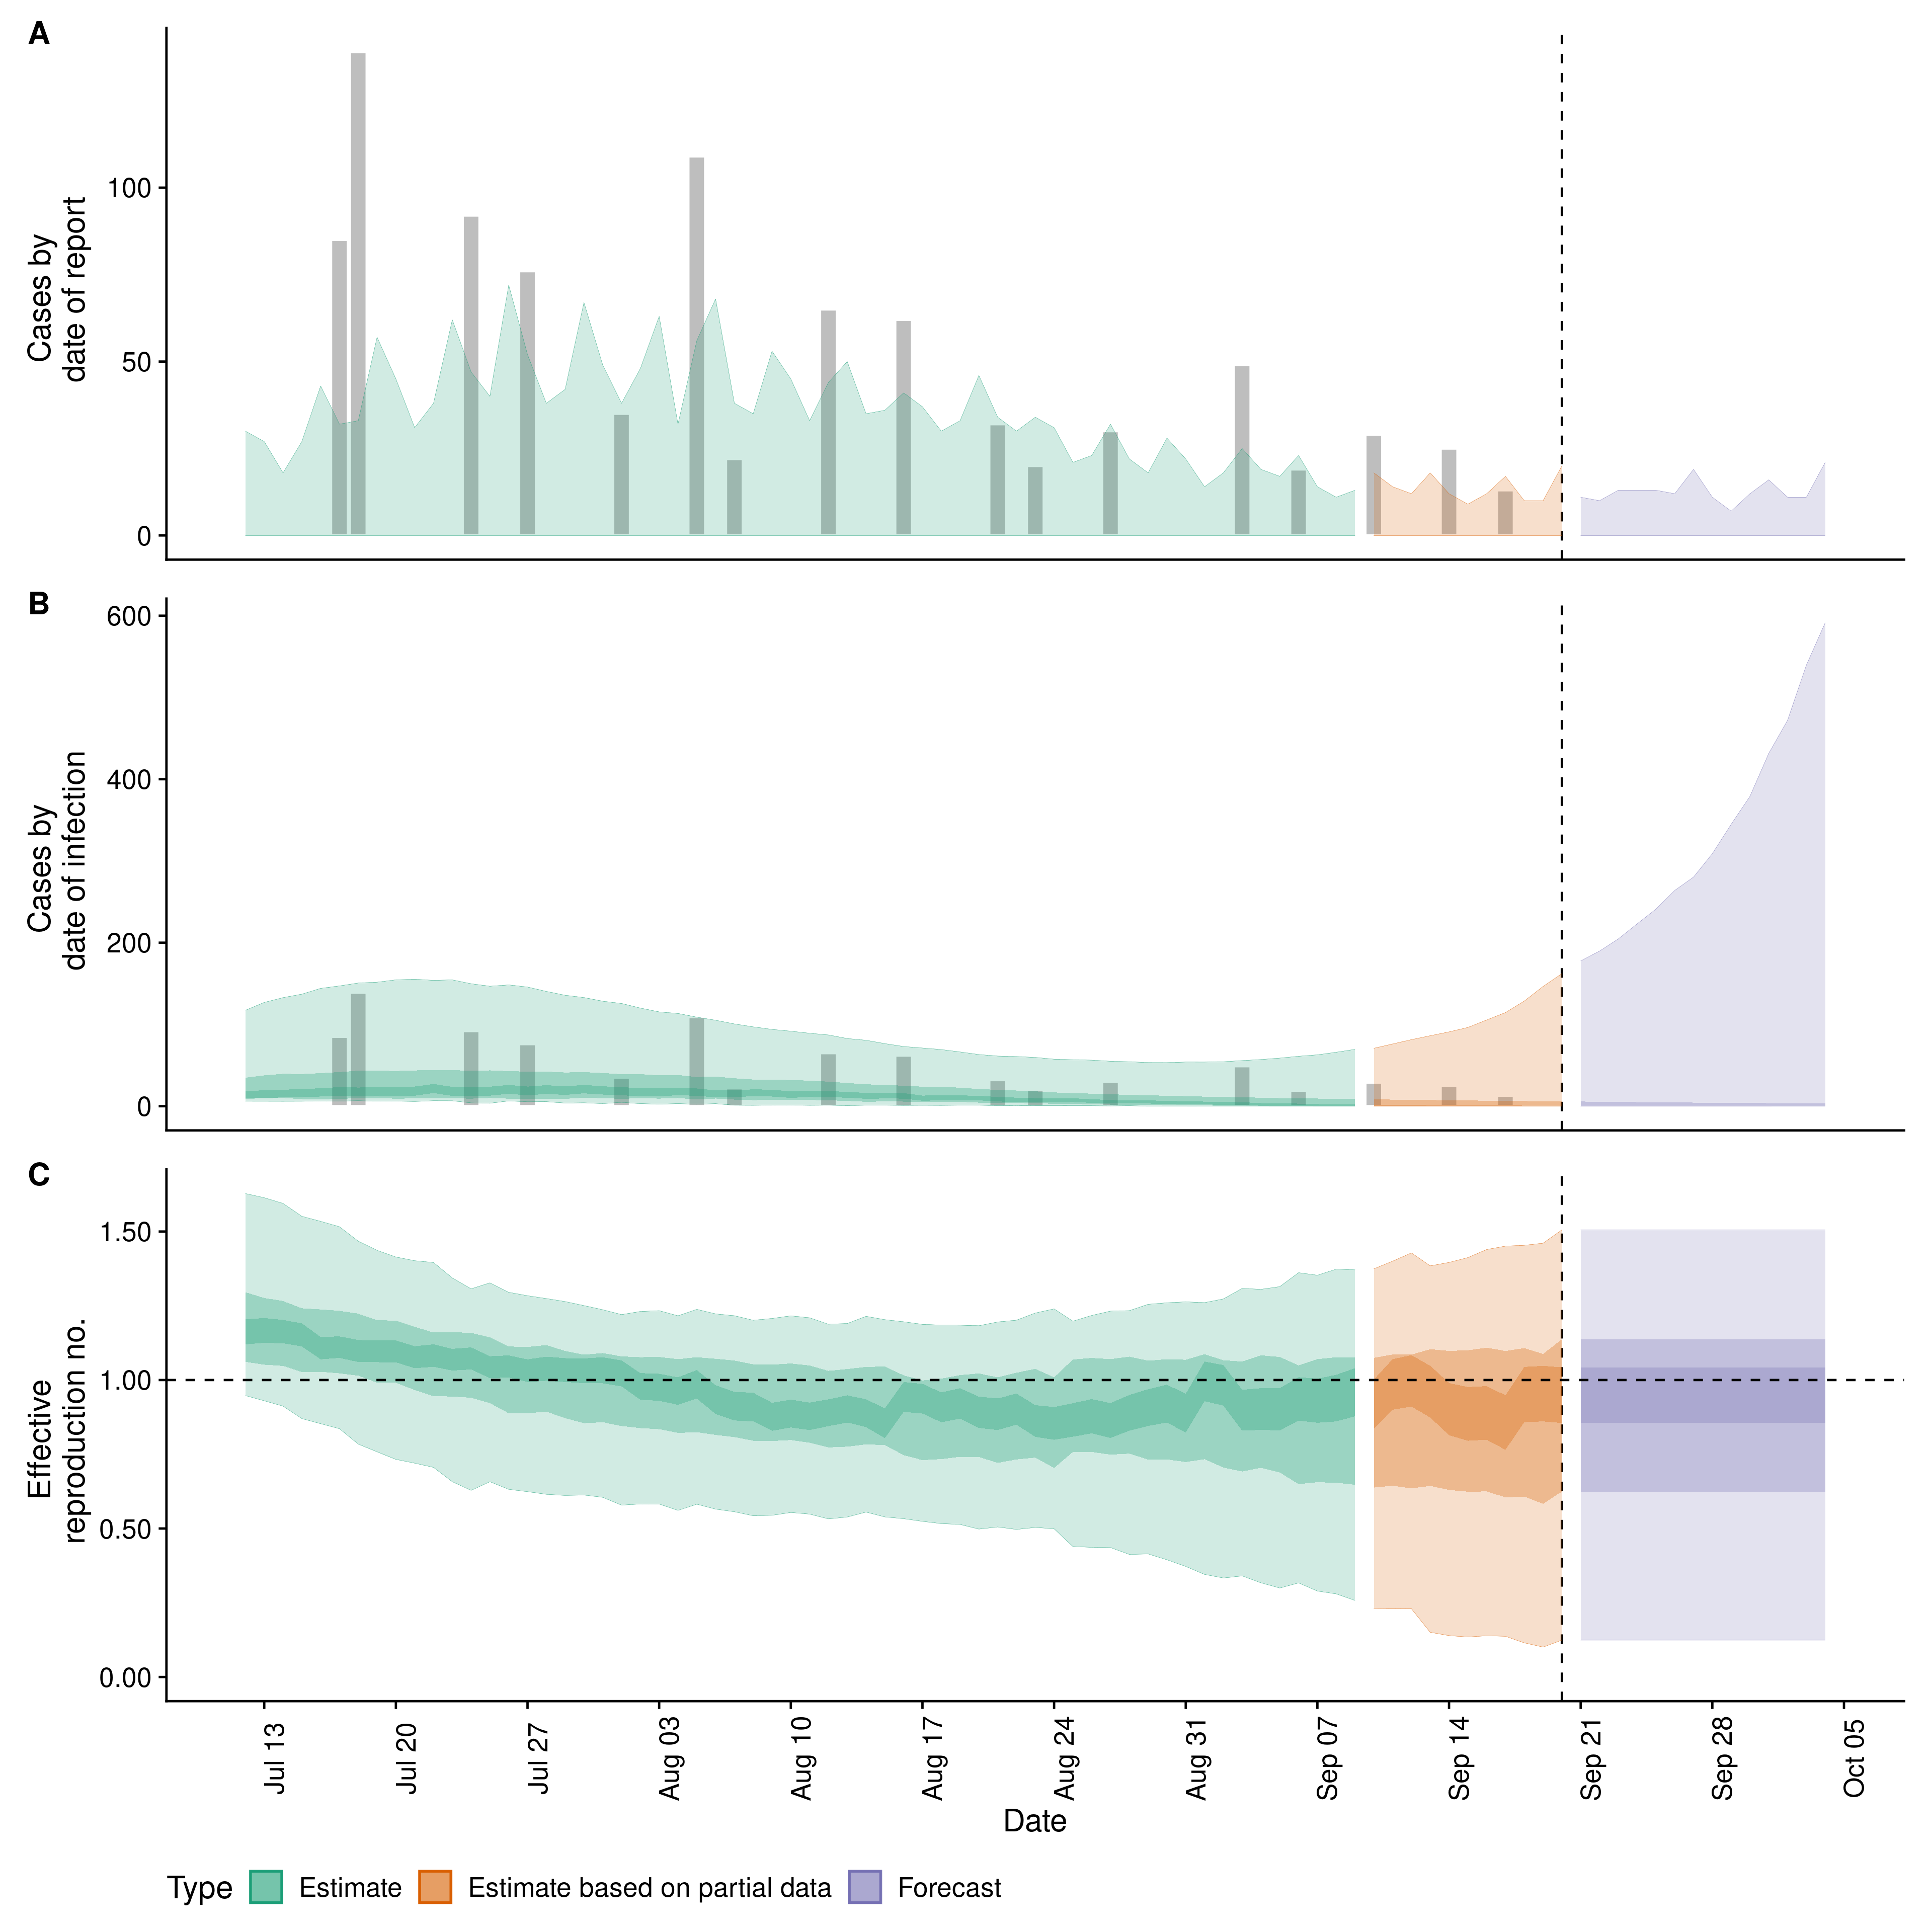 A
Cases by
date of report
100
50
0
B
Cases by
date of infection
600
400
200
0
C
Effective
reproduction no.
1.50
1.00
0.50
0.00
Jul 13
Jul 20
Jul 27
Aug 03
Aug 10
Aug 17
Aug 24
Aug 31
Sep 07
Sep 14
Sep 21
Sep 28
Oct 05
Date
Type Estimate Estimate based on partial data Forecast